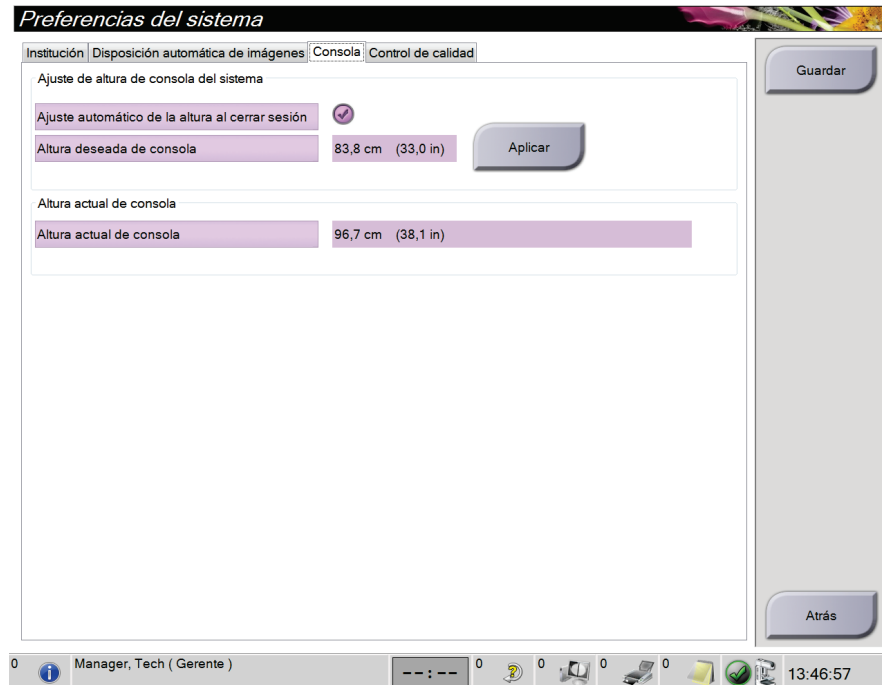 Preferencias del sistema
Institución Disposición automática de imágenes Consola Control de calidad
Guardar
Ajuste de altura de consola del sistema
Ajuste automático de la altura al cerrar sesión
Altura deseada de consola 83,8 cm (33,0 in) Aplicar
Altura actual de consola
Altura actual de consola 96,7 cm (38,1 in)
Atrás
0 Manager, Tech ( Gerente ) --:-- 0 0 0 0 13:46:57